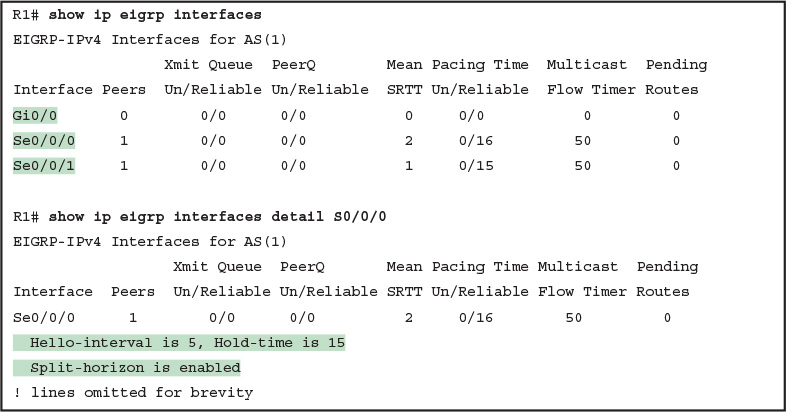 R1# show ip eigrp interfaces
EIGRP-IPv4 Interfaces for AS(1)
Xmit Queue PeerQ Mean Pacing Time Multicast Pending
Interface Peers Un/Reliable Un/Reliable SRTT Un/Reliable Flow Timer Routes
Gi0/0 0 0/0 0/0 0 0/0 0 0
Se0/0/0 1 0/0 0/0 2 0/16 50 0
Se0/0/1 1 0/0 0/0 1 0/15 50 0
R1# show ip eigrp interfaces detail S0/0/0
EIGRP-IPv4 Interfaces for AS(1)
Xmit Queue PeerQ Mean Pacing Time Multicast Pending
Interface Peers Un/Reliable Un/Reliable SRTT Un/Reliable Flow Timer Routes
Se0/0/0 1 0/0 0/0 2 0/16 50 0
Hello-interval is 5, Hold-time is 15
Split-horizon is enabled
! lines omitted for brevity